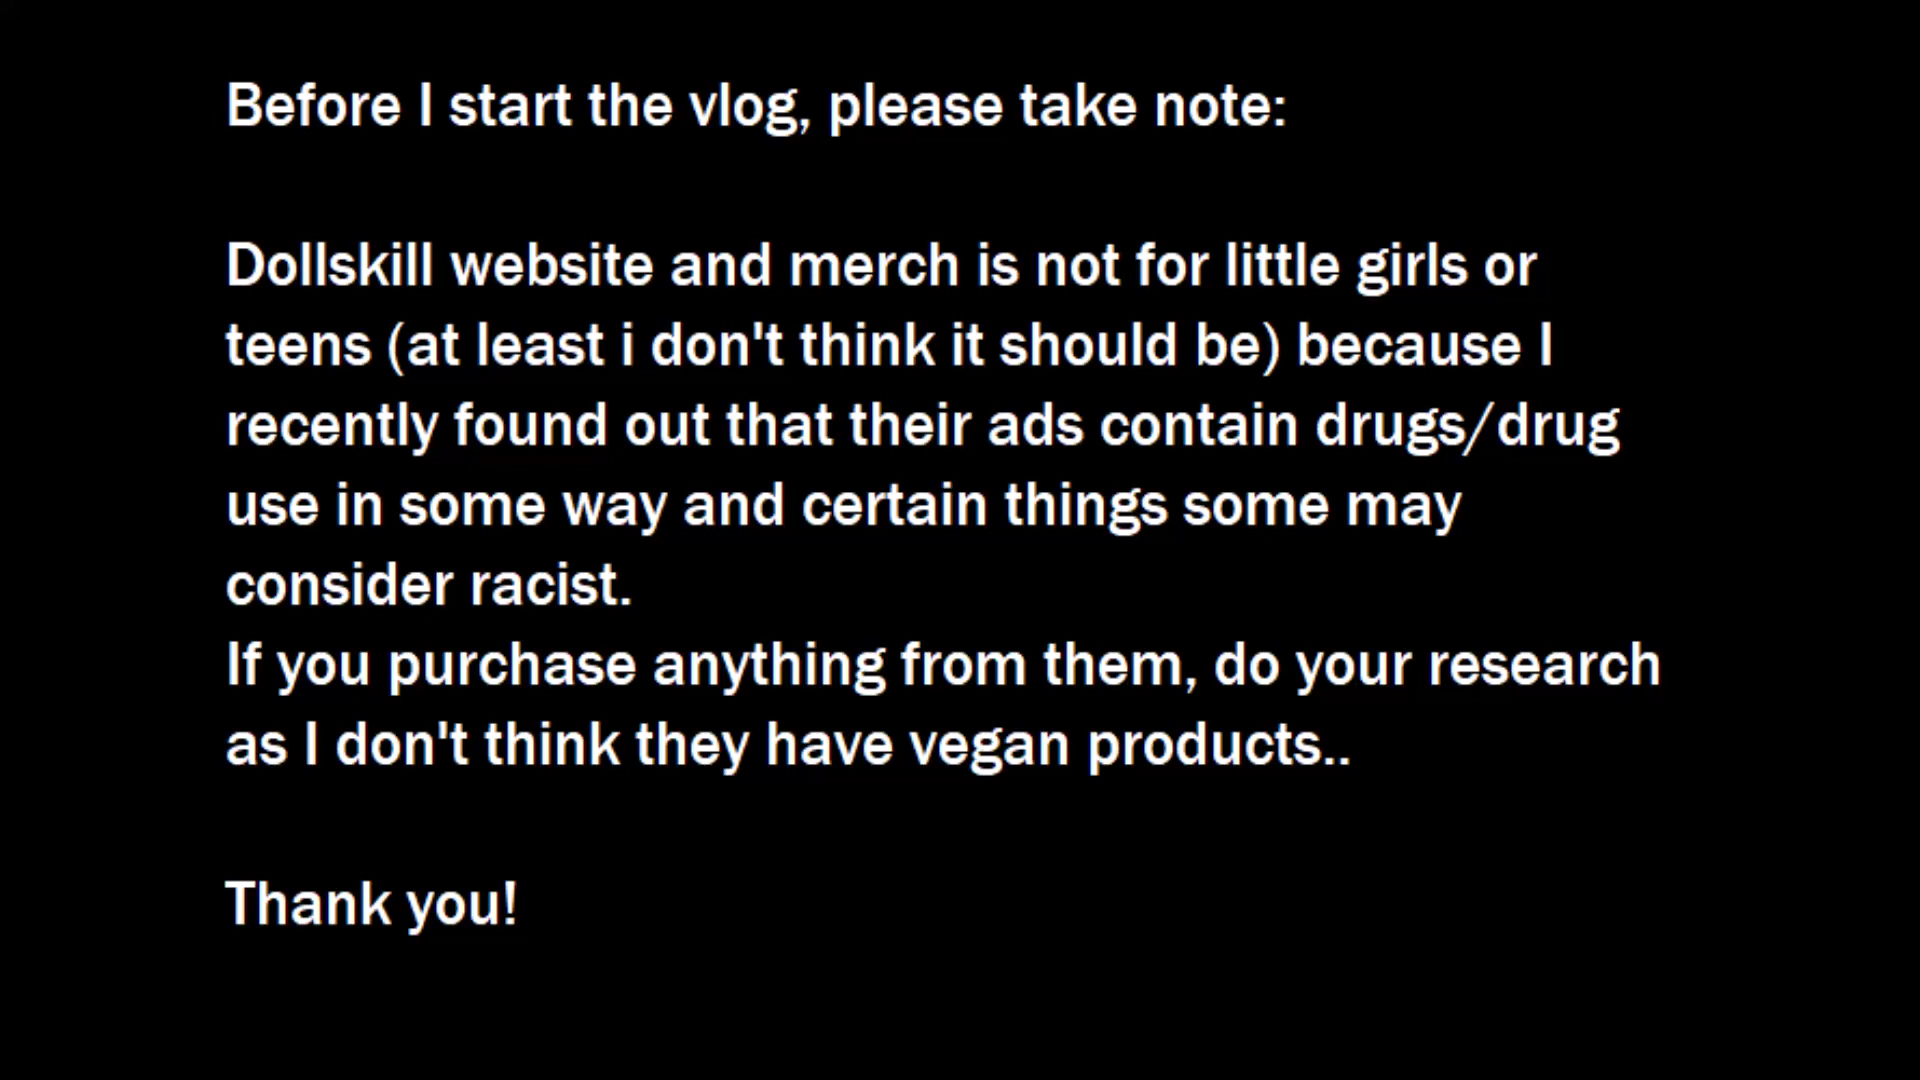 Before I start the vlog, please take note:
Dollskill website and merch is not for little girls or
teens (at least i don't think it should be) because I
recently found out that their ads contain drugs/drug
use in some way and certain things some may
consider racist.
If you purchase anything from them, do your research
as I don't think they have vegan products..
Thank you!